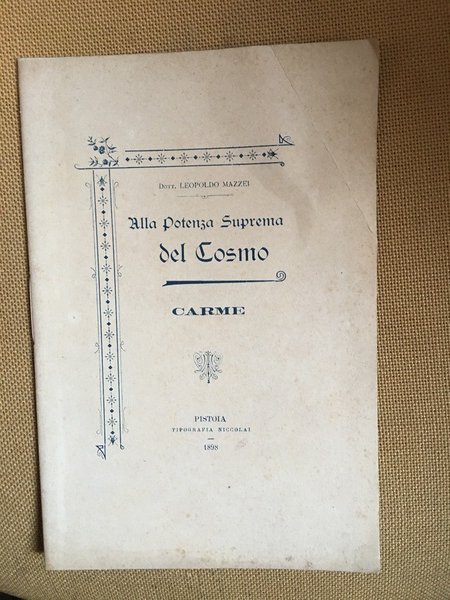 Dott. LEOPOLDO MAZZEI
Alla Potenza Suprema
del Cosmo
CARME
PISTOIA
TIPOGRAFIA NICCOLAI
1898